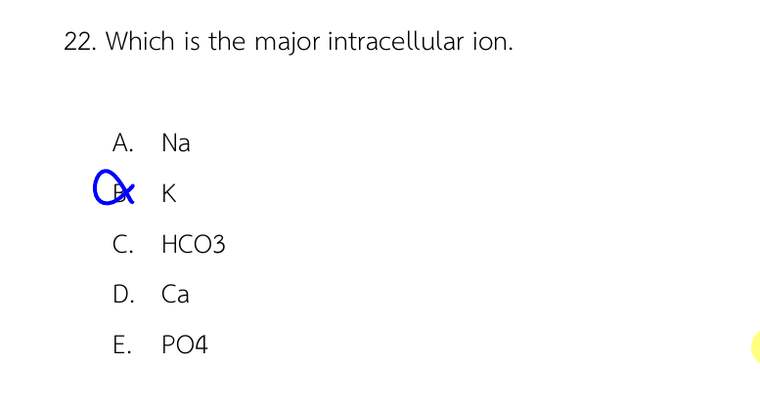 22. Which is the major intracellular ion.
A. Na
B. K
C. HCO3
D. Ca
E. PO4